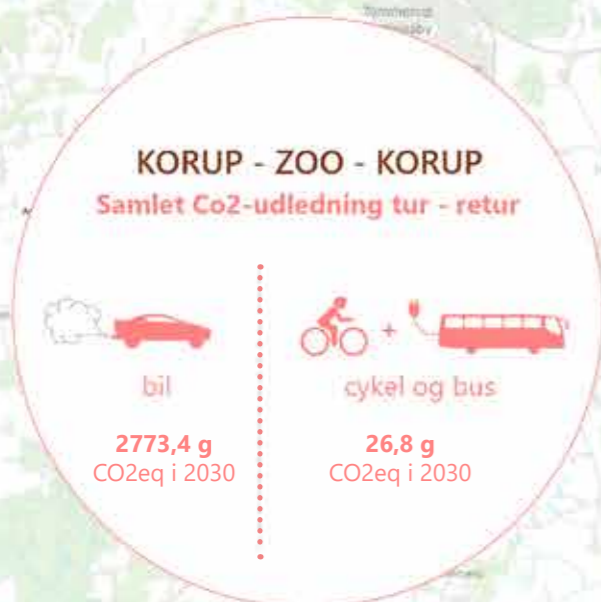 KORUP - ZOO - KORUP
Samlet Co2-udledning tur - retur
+
bil
cykel og bus
2773,4 g
CO2eq i 2030
26,8 g
CO2eq i 2030